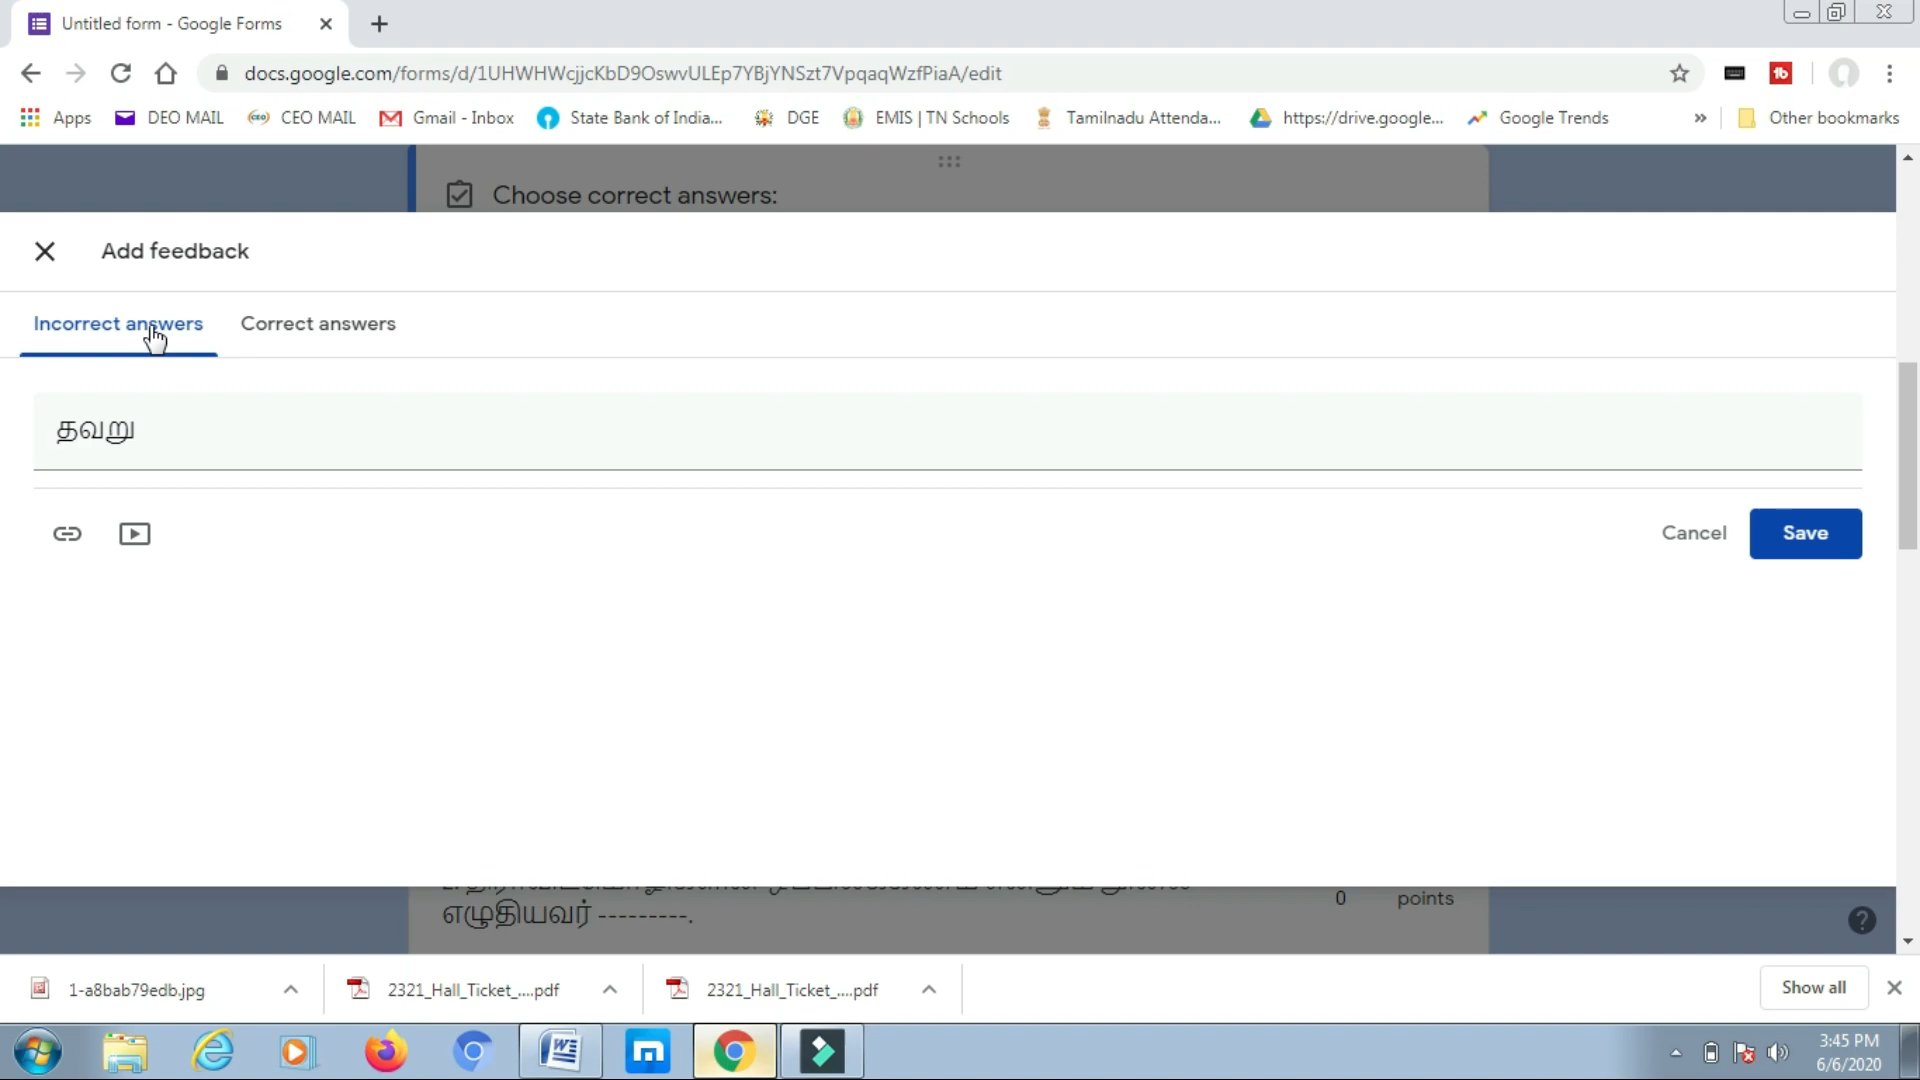 Untitled form - Google Forms
docs.google.com/forms/d/1UHWHWcjjcKbD9OswvULEp7YBjYNSzt7VpqaqWzfPiaA/edit
Apps DEO MAIL CEO MAIL Gmail - Inbox State Bank of India... DGE EMIS | TN Schools Tamilnadu Attenda... https://drive.google... Google Trends » Other bookmarks
Choose correct answers:
Add feedback
Incorrect answers Correct answers
தவறு
Cancel Save
எழுதியவர் ---------. 0 points
1-a8bab79edb.jpg 2321_Hall_Ticket_....pdf 2321_Hall_Ticket_....pdf Show all
3:45 PM
6/6/2020